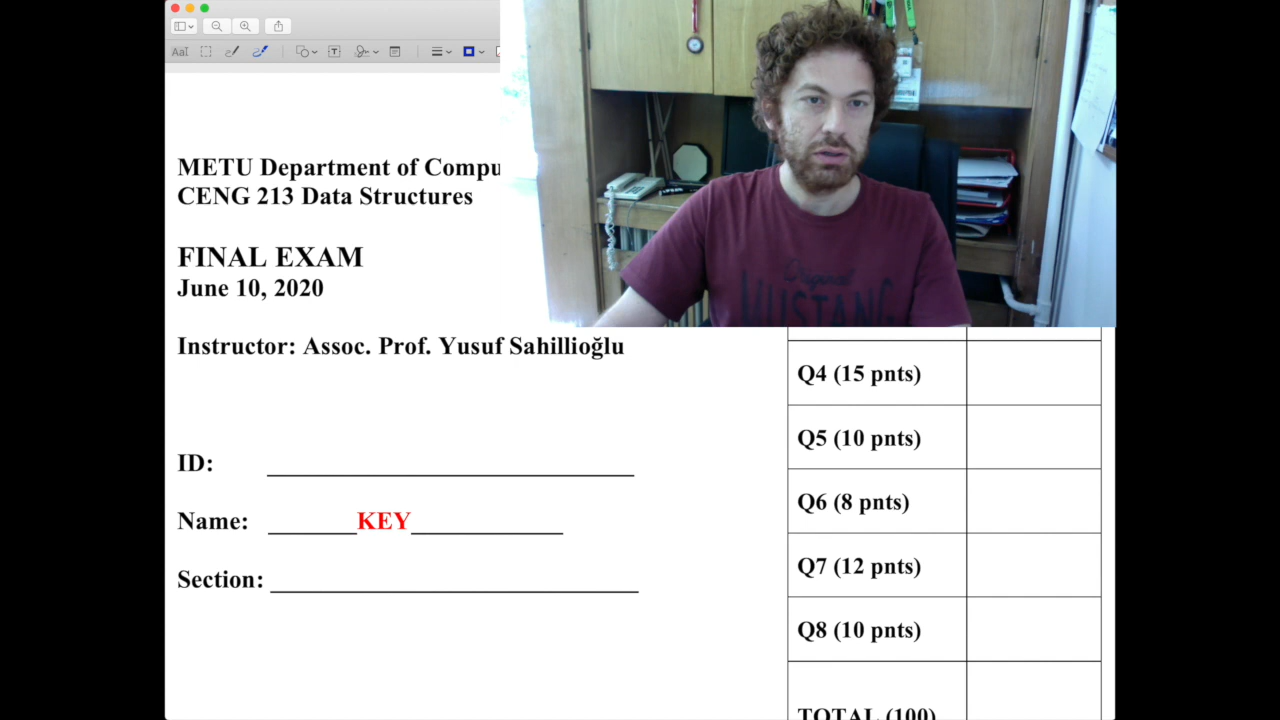 METU Department of Compu
CENG 213 Data Structures
FINAL EXAM
June 10, 2020
Instructor: Assoc. Prof. Yusuf Sahillioğlu
ID:
Name: KEY
Section:
Original
MUSTANG
Q4 (15 pnts)
Q5 (10 pnts)
Q6 (8 pnts)
Q7 (12 pnts)
Q8 (10 pnts)
TOTAL (100)